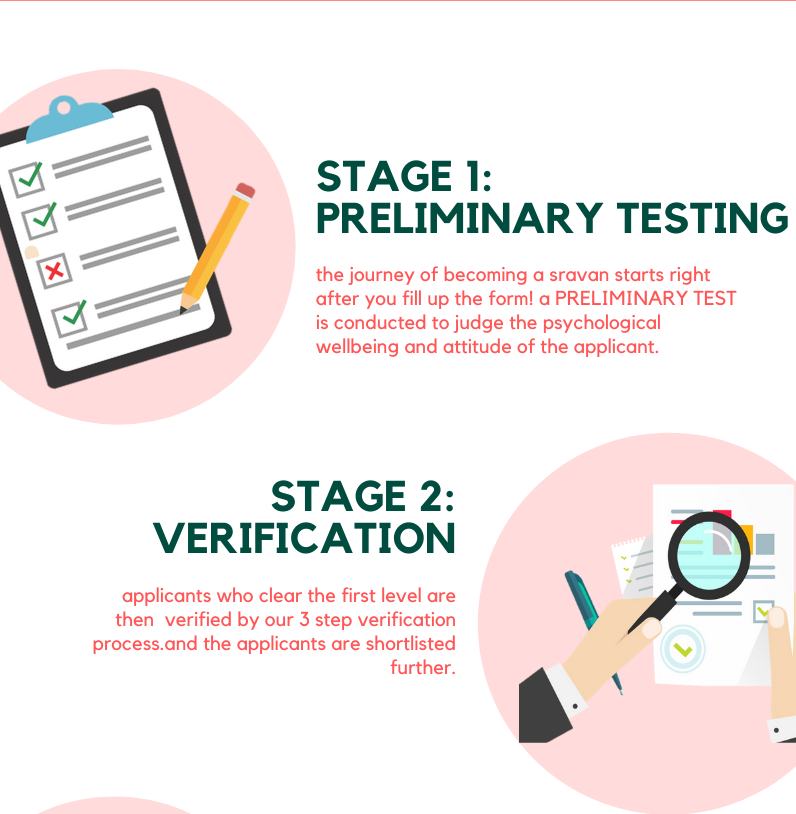 STAGE 1:
PRELIMINARY TESTING
the journey of becoming a sravan starts right
after you fill up the form! a PRELIMINARY TEST
is conducted to judge the psychological
wellbeing and attitude of the applicant.
STAGE 2:
VERIFICATION
applicants who clear the first level are
then  verified by our 3 step verification
process.and the applicants are shortlisted
further.